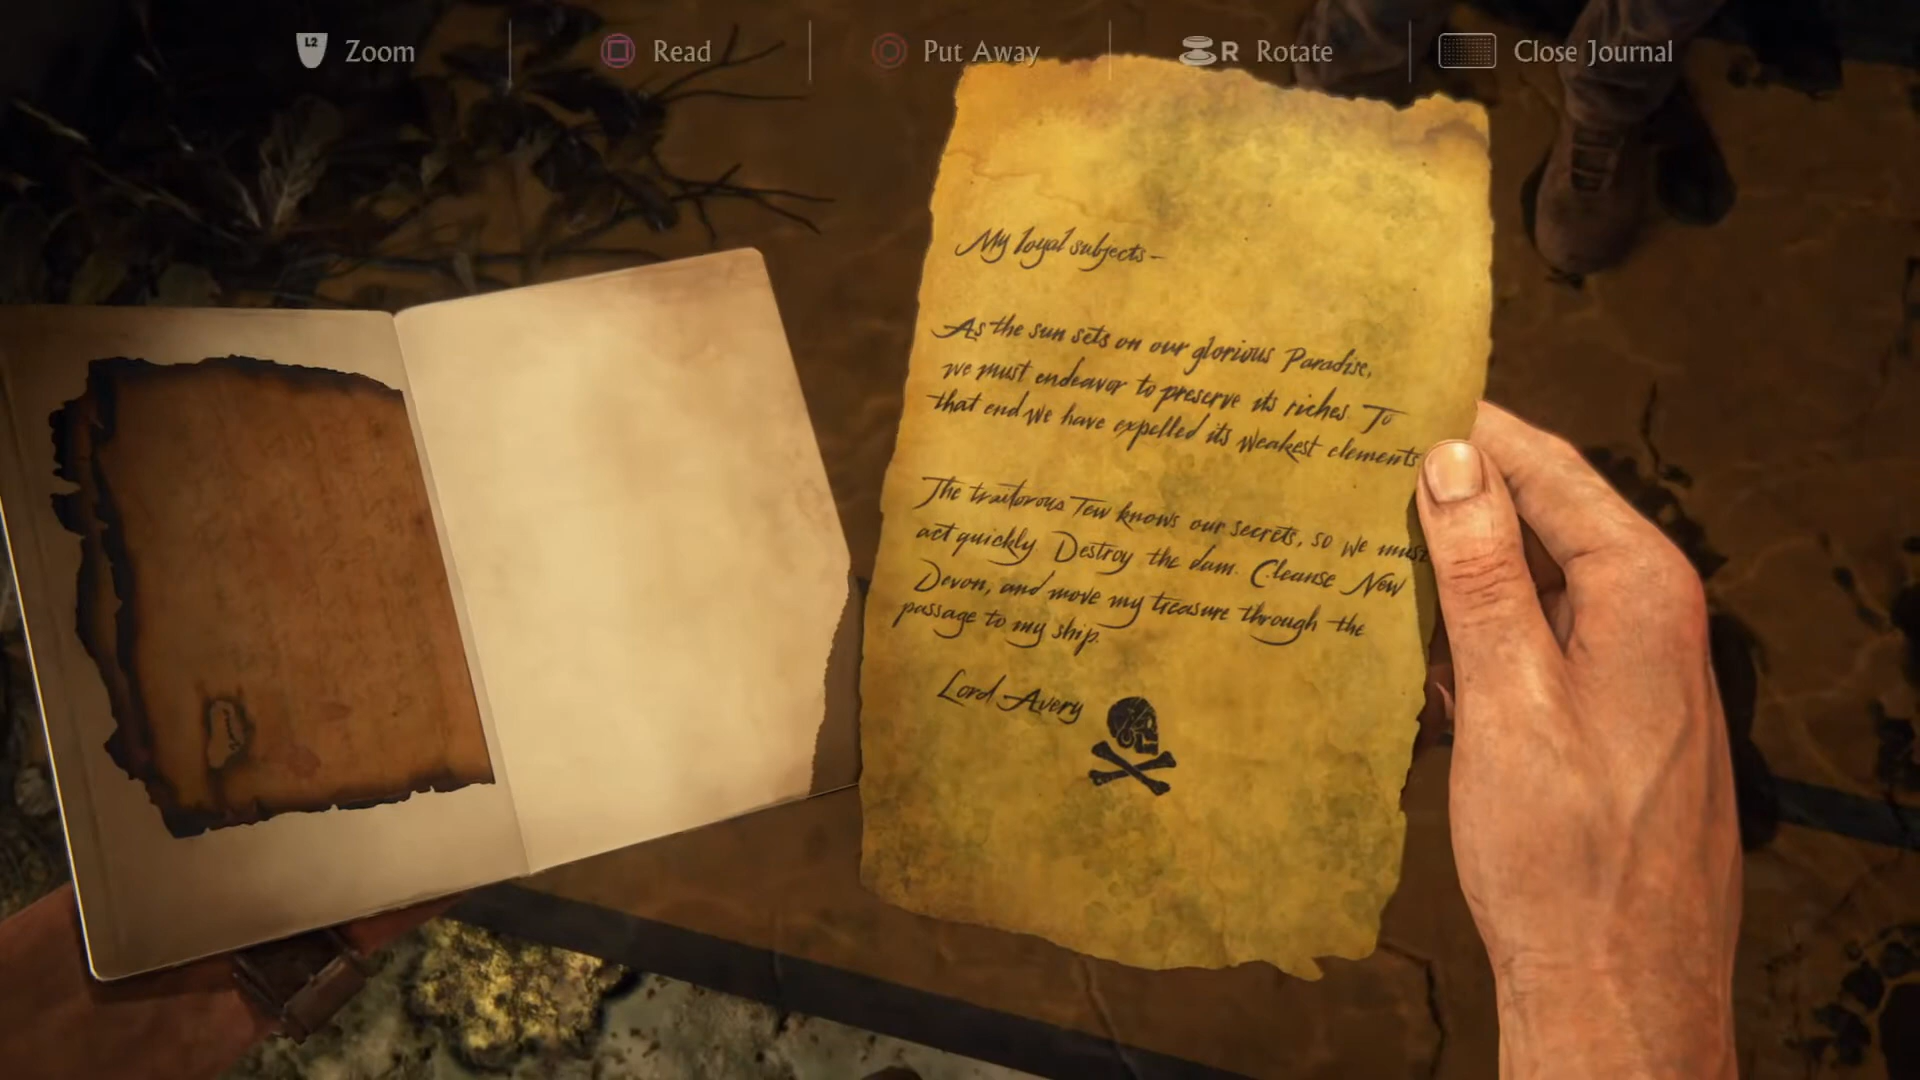 L2 Zoom Read Put Away R Rotate Close Journal
My loyal subjects-
As the sun sets on our glorious Paradise,
we must endeavor to preserve its riches. To
that end we have expelled its weakest elements
The traitorous Tew knows our secrets, so we must
act quickly Destroy the dam. Cleanse New
Devon, and move my treasure through the
passage to my ship.
Lord Avery